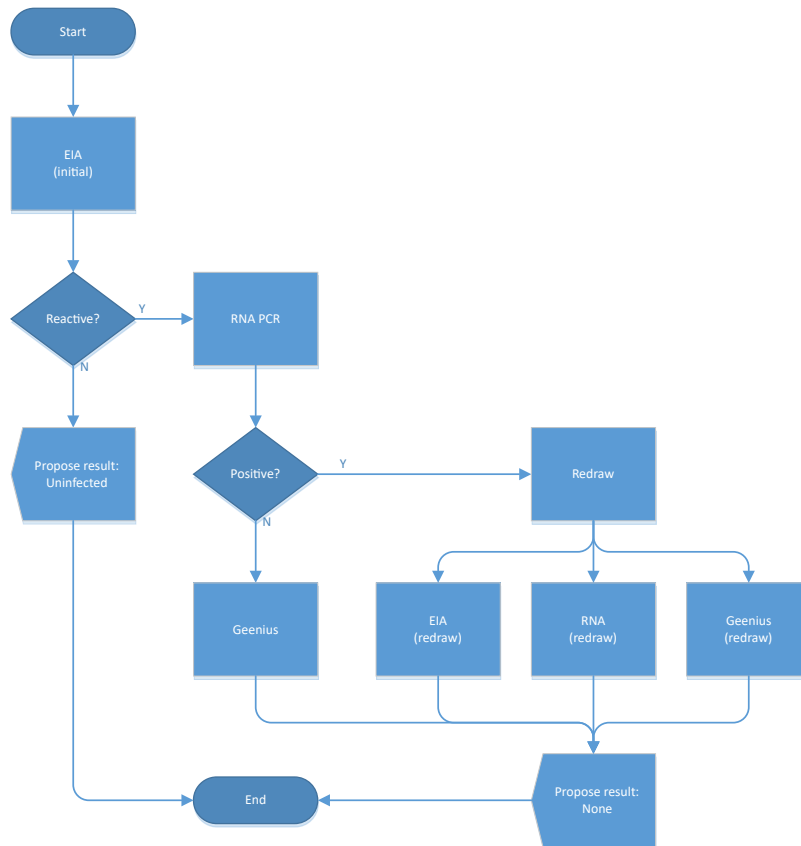 Start
EIA
(initial)
Reactive?
Y
RNA PCR
N
Propose result:
Uninfected
Positive?
Y
Redraw
N
Geenius
EIA
(redraw)
RNA
(redraw)
Geenius
(redraw)
End
Propose result:
None